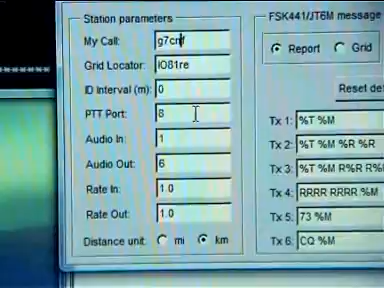 Station parameters
My Call: g7cnf
Grid Locator: IO81re
ID Interval (m): 0
PTT Port: 8
Audio In: 1
Audio Out: 6
Rate In: 1.0
Rate Out: 1.0
Distance unit: mi km
FSK441/JT6M message
Report Grid
Reset def
Tx 1: %T %M
Tx 2: %T %M %R %R
Tx 3: %T %M R%R R%
Tx 4: RRRR RRRR %M
Tx 5: 73 %M
Tx 6: CQ %M